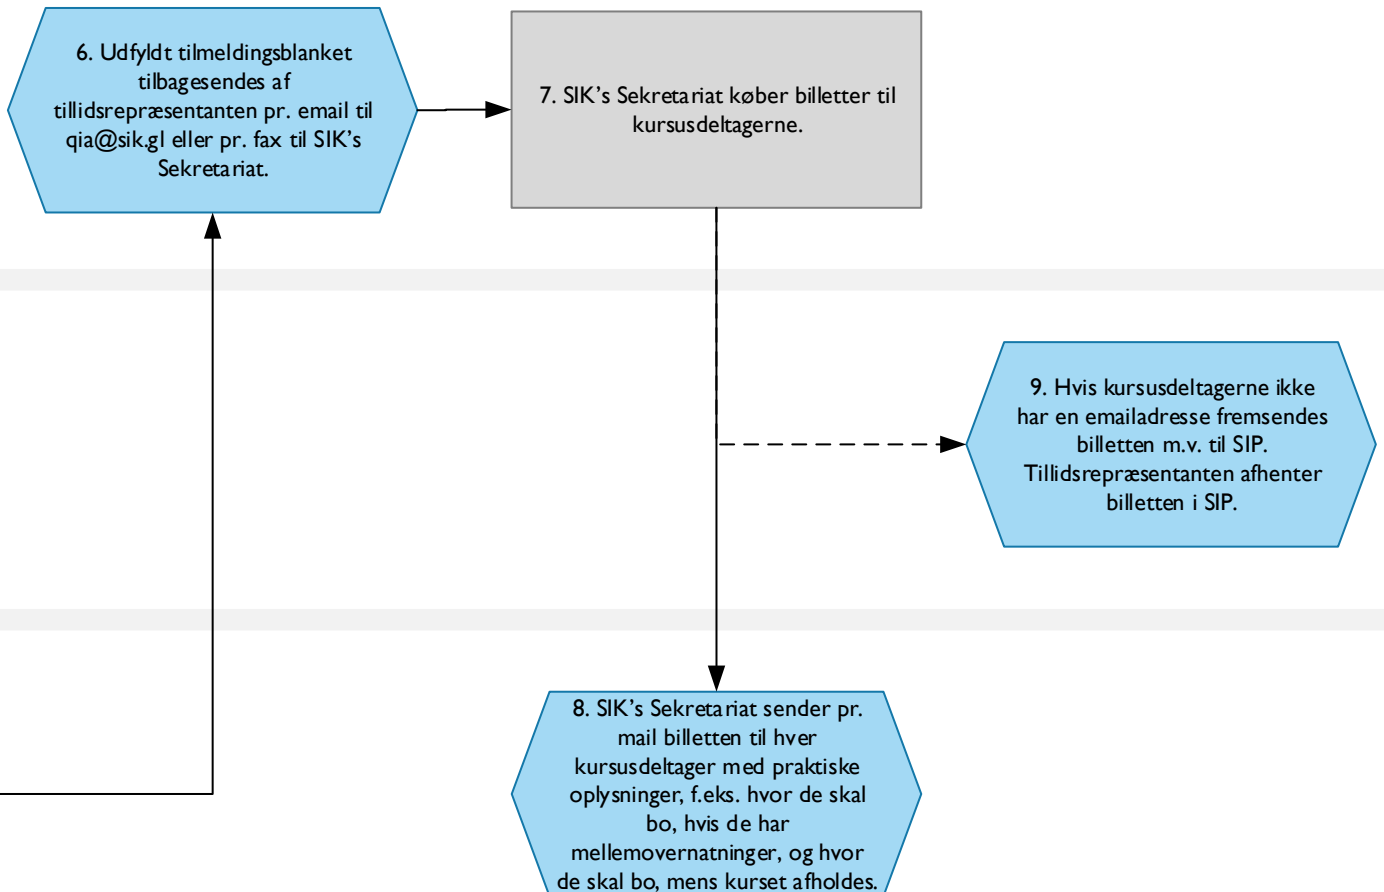 6. Udfyldt tilmeldingsblanket
tilbagesendes af
tillidsrepræsentanten pr. email til
qia@sik.gl eller pr. fax til SIK's
Sekretariat.
7. SIK's Sekretariat køber billetter til
kursusdeltagerne.
9. Hvis kursusdeltagerne ikke
har en emailadresse fremsendes
billetten m.v. til SIP.
Tillidsrepræsentanten afhenter
billetten i SIP.
8. SIK's Sekretariat sender pr.
mail billetten til hver
kursusdeltager med praktiske
oplysninger, f.eks. hvor de skal
bo, hvis de har
mellemovernatninger, og hvor
de skal bo, mens kurset afholdes.